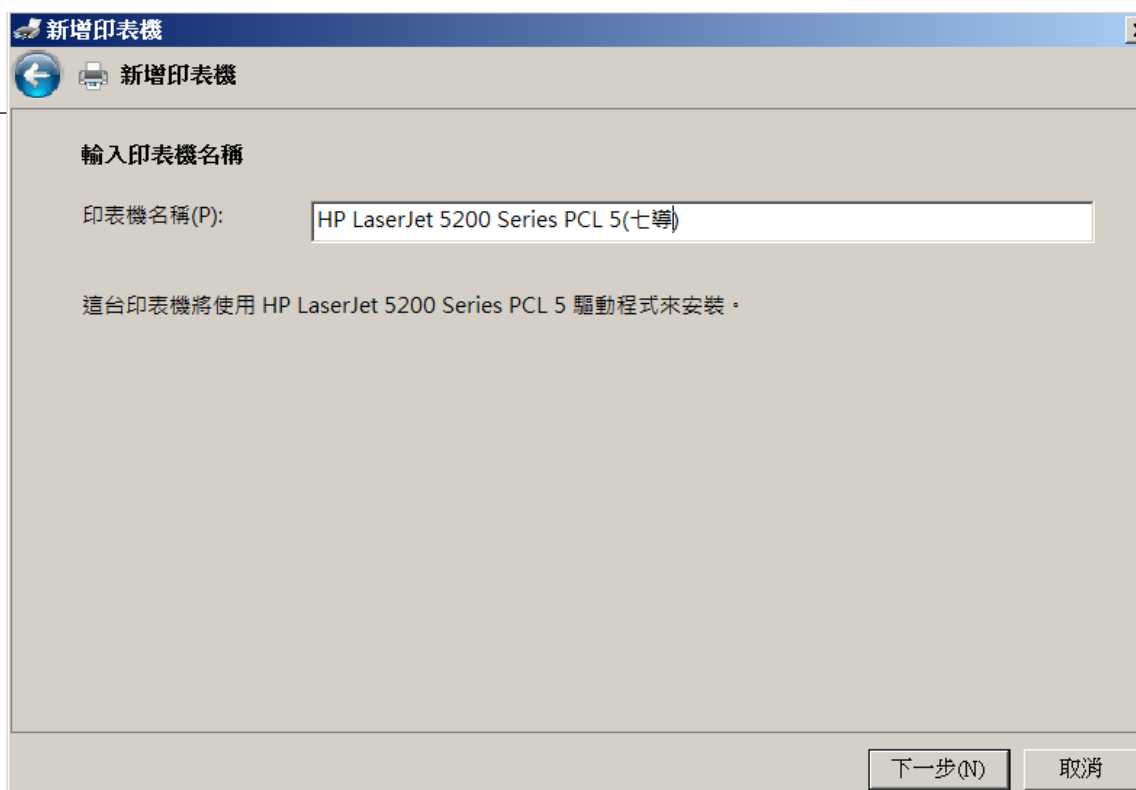 新增印表機
新增印表機
輸入印表機名稱
印表機名稱(P):
HP LaserJet 5200 Series PCL 5(七導)
這台印表機將使用 HP LaserJet 5200 Series PCL 5 驅動程式來安裝。
下一步(N)
取消